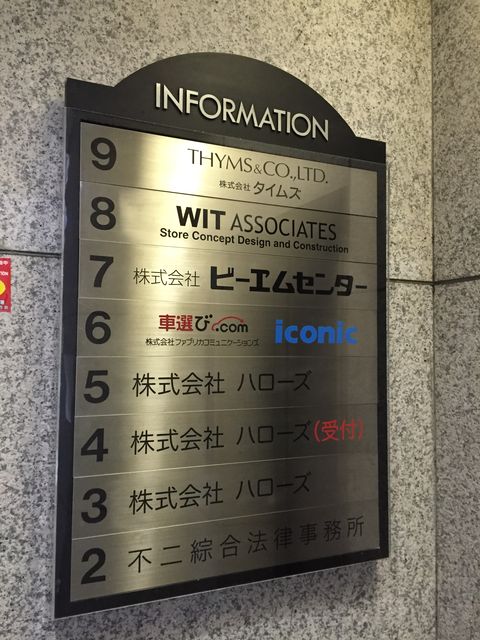 INFORMATION
9 THYMS&CO.,LTD.
株式会社 タイムズ
8 WIT ASSOCIATES
Store Concept Design and Construction
7 株式会社 ビーエムセンター
6 車選び.com iconic
株式会社ファブリカコミュニケーションズ
5 株式会社 ハローズ
4 株式会社 ハローズ(受付)
3 株式会社 ハローズ
2 不二綜合法律事務所